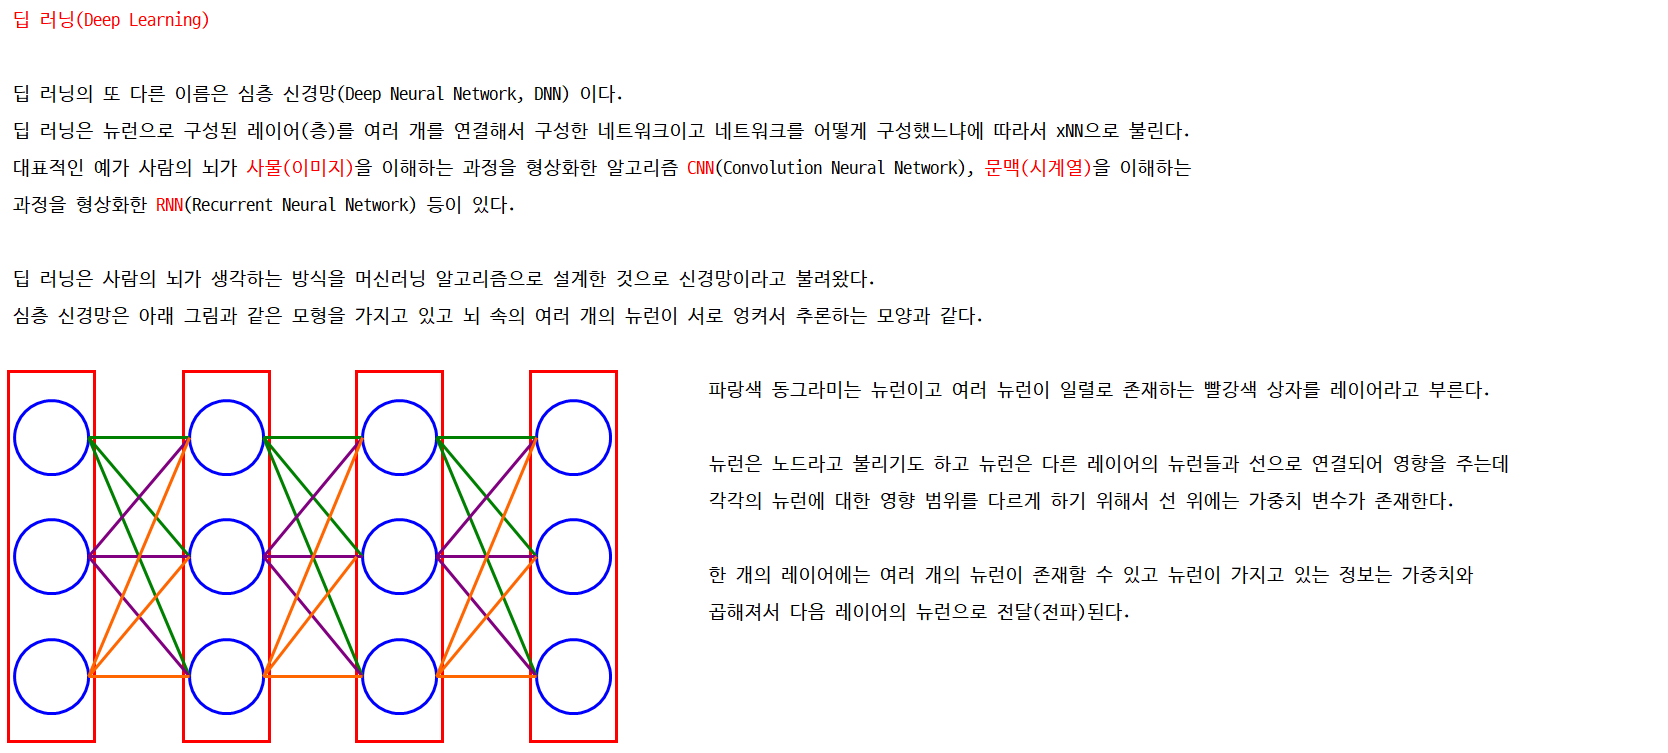 딥 러닝(Deep Learning)
딥 러닝의 또 다른 이름은 심층 신경망(Deep Neural Network, DNN) 이다.
딥 러닝은 뉴런으로 구성된 레이어(층)를 여러 개를 연결해서 구성한 네트워크이고 네트워크를 어떻게 구성했느냐에 따라서 xNN으로 불린다.
대표적인 예가 사람의 뇌가 사물(이미지)을 이해하는 과정을 형상화한 알고리즘 CNN(Convolution Neural Network), 문맥(시계열)을 이해하는
과정을 형상화한 RNN(Recurrent Neural Network) 등이 있다.
딥 러닝은 사람의 뇌가 생각하는 방식을 머신러닝 알고리즘으로 설계한 것으로 신경망이라고 불려왔다.
심층 신경망은 아래 그림과 같은 모형을 가지고 있고 뇌 속의 여러 개의 뉴런이 서로 엉켜서 추론하는 모양과 같다.
파랑색 동그라미는 뉴런이고 여러 뉴런이 일렬로 존재하는 빨강색 상자를 레이어라고 부른다.
뉴런은 노드라고 불리기도 하고 뉴런은 다른 레이어의 뉴런들과 선으로 연결되어 영향을 주는데
각각의 뉴런에 대한 영향 범위를 다르게 하기 위해서 선 위에는 가중치 변수가 존재한다.
한 개의 레이어에는 여러 개의 뉴런이 존재할 수 있고 뉴런이 가지고 있는 정보는 가중치와
곱해져서 다음 레이어의 뉴런으로 전달(전파)된다.